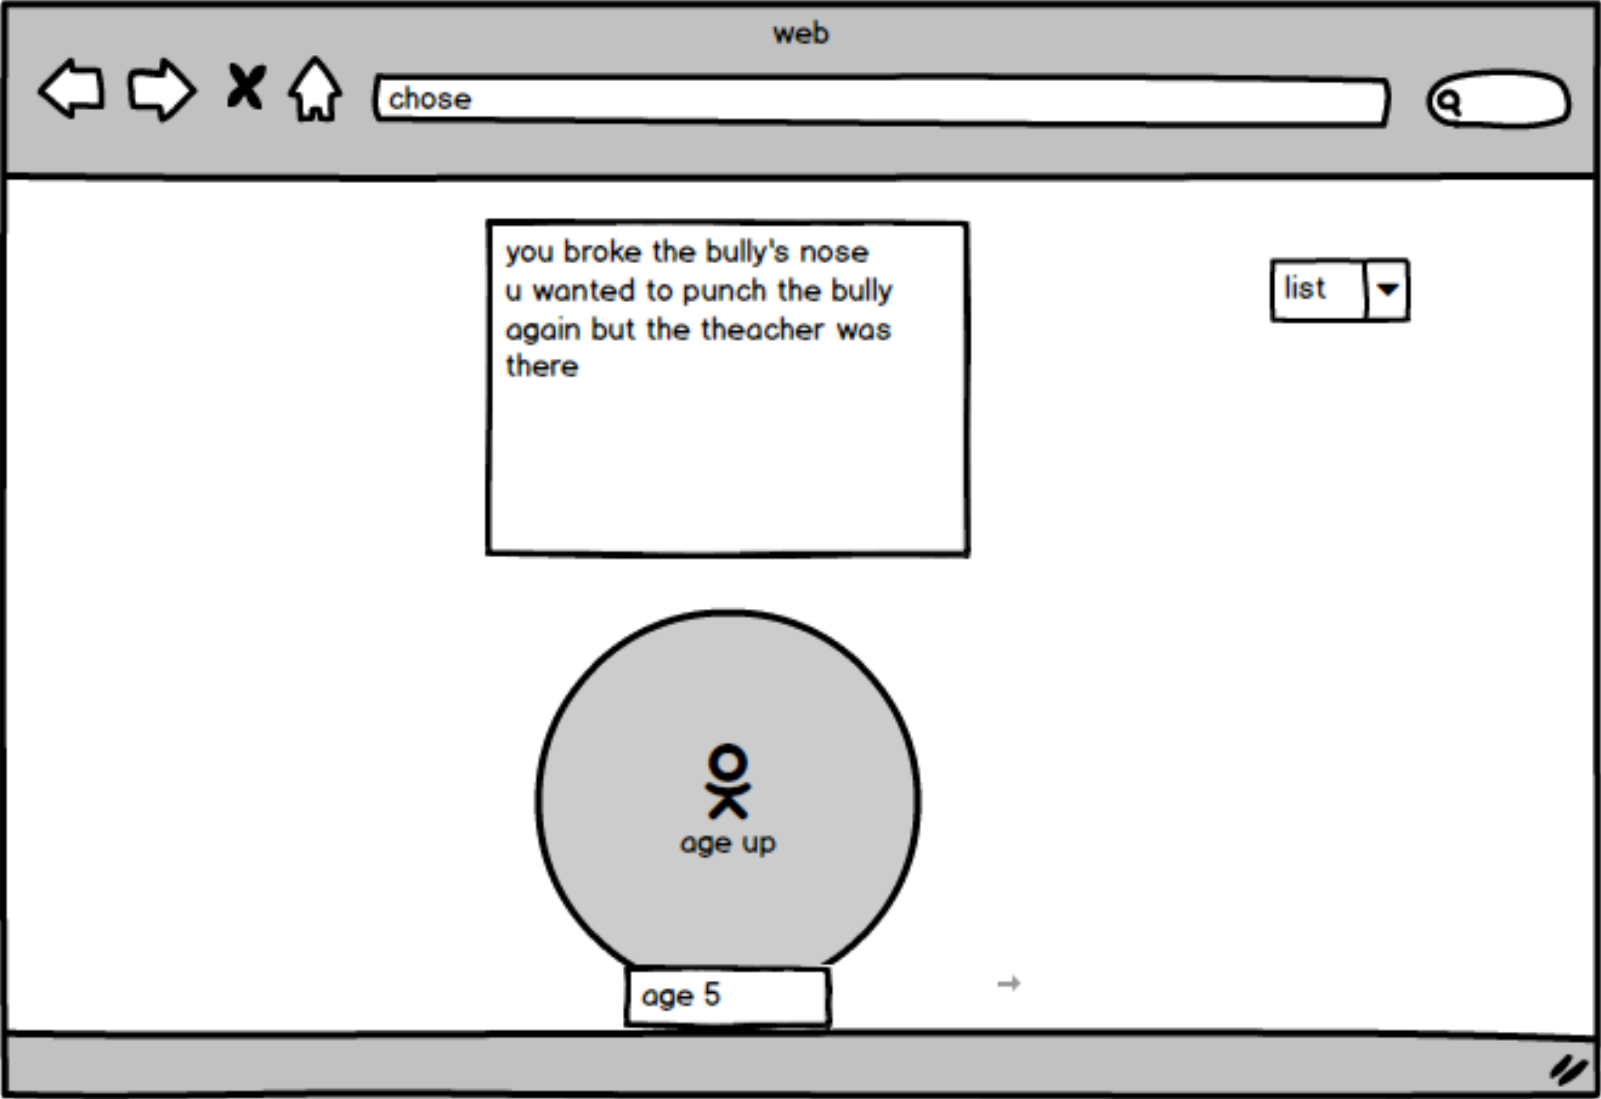 web
chose
you broke the bully's nose
u wanted to punch the bully
again but the theacher was
there
list
age up
age 5